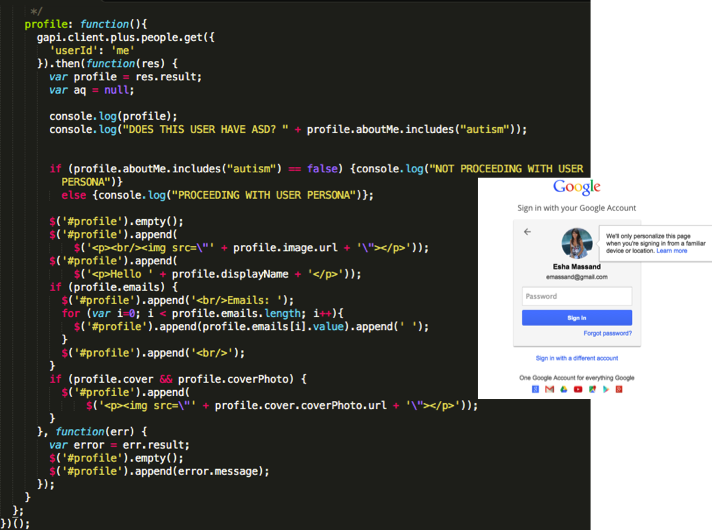 */
profile: function(){
gapi.client.plus.people.get({
'userId': 'me'
}).then(function(res) {
var profile = res.result;
var aq = null;
console.log(profile);
console.log("DOES THIS USER HAVE ASD? " + profile.aboutMe.includes("autism"));
if (profile.aboutMe.includes("autism") == false) {console.log("NOT PROCEEDING WITH USER
PERSONA")}
else {console.log("PROCEEDING WITH USER PERSONA")};
$('#profile').empty();
$('#profile').append(
$('<p><br/><img src=\"' + profile.image.url + '\"></p>'));
$('#profile').append(
$('<p>Hello ' + profile.displayName + '</p>'));
if (profile.emails) {
$('#profile').append('<br/>Emails: ');
for (var i=0; i < profile.emails.length; i++){
$('#profile').append(profile.emails[i].value).append(' ');
}
$('#profile').append('<br/>');
}
if (profile.cover && profile.coverPhoto) {
$('#profile').append(
$('<p><img src=\"' + profile.cover.coverPhoto.url + '\"></p>'));
}
}, function(err) {
var error = err.result;
$('#profile').empty();
$('#profile').append(error.message);
});
}
};
})();
Google
Sign in with your Google Account
We'll only personalize this page
when you're signing in from a familiar
device or location. Learn more
Esha Massand
emassand@gmail.com
Password
Sign in
Forgot password?
Sign in with a different account
One Google Account for everything Google